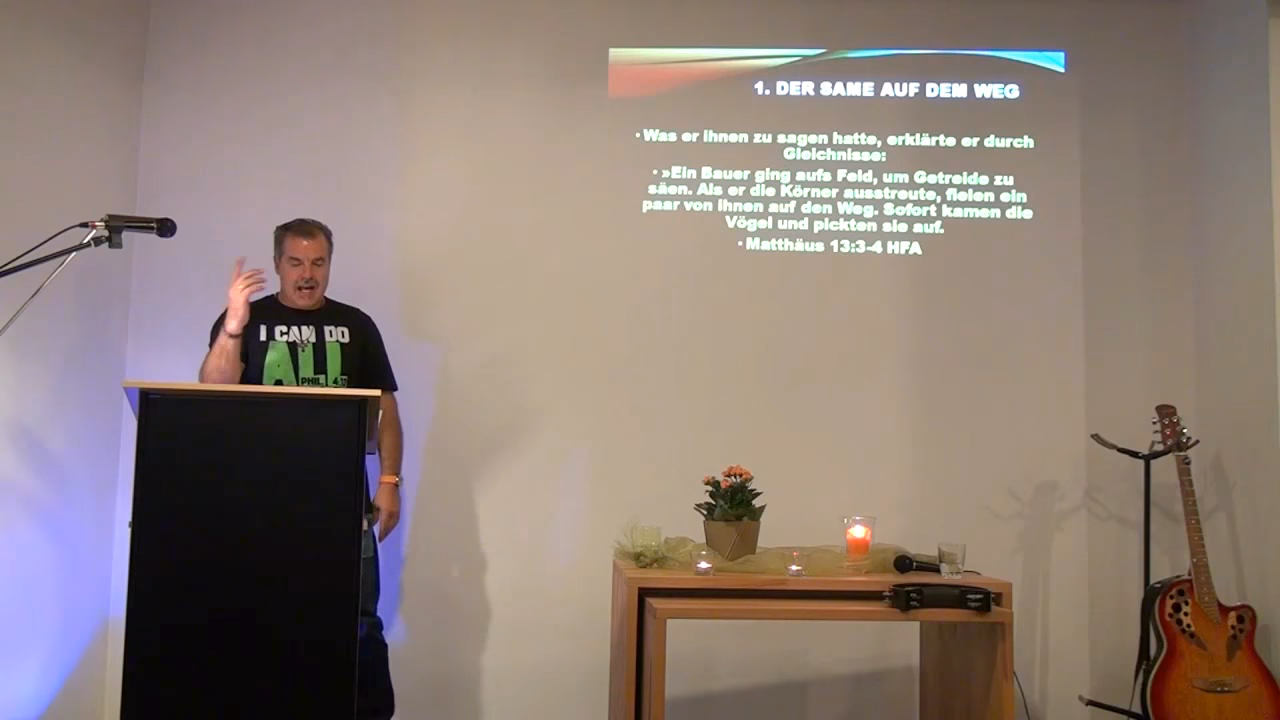 1. DER SAME AUF DEM WEG
• Was er ihnen zu sagen hatte, erklärte er durch
Gleichnisse:
• »Ein Bauer ging aufs Feld, um Getreide zu
säen. Als er die Körner ausstreute, fielen ein
paar von ihnen auf den Weg. Sofort kamen die
Vögel und pickten sie auf.
• Matthäus 13:3-4 HFA
I CAN DO
ALL
PHIL 4:13